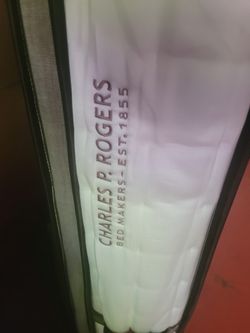 CHARLES P. ROGERS
BED MAKERS - EST. 1855